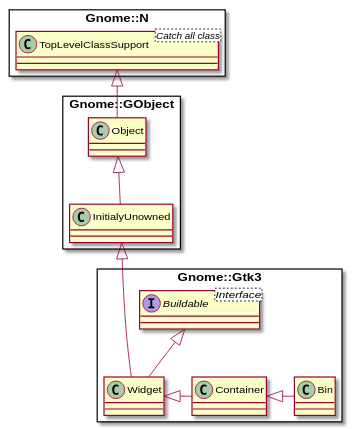 Gnome::N
Catch all class
C TopLevelClassSupport
Gnome::GObject
C Object
C InitialyUnowned
Gnome::Gtk3
Interface
I Buildable
C Widget
C Container
C Bin